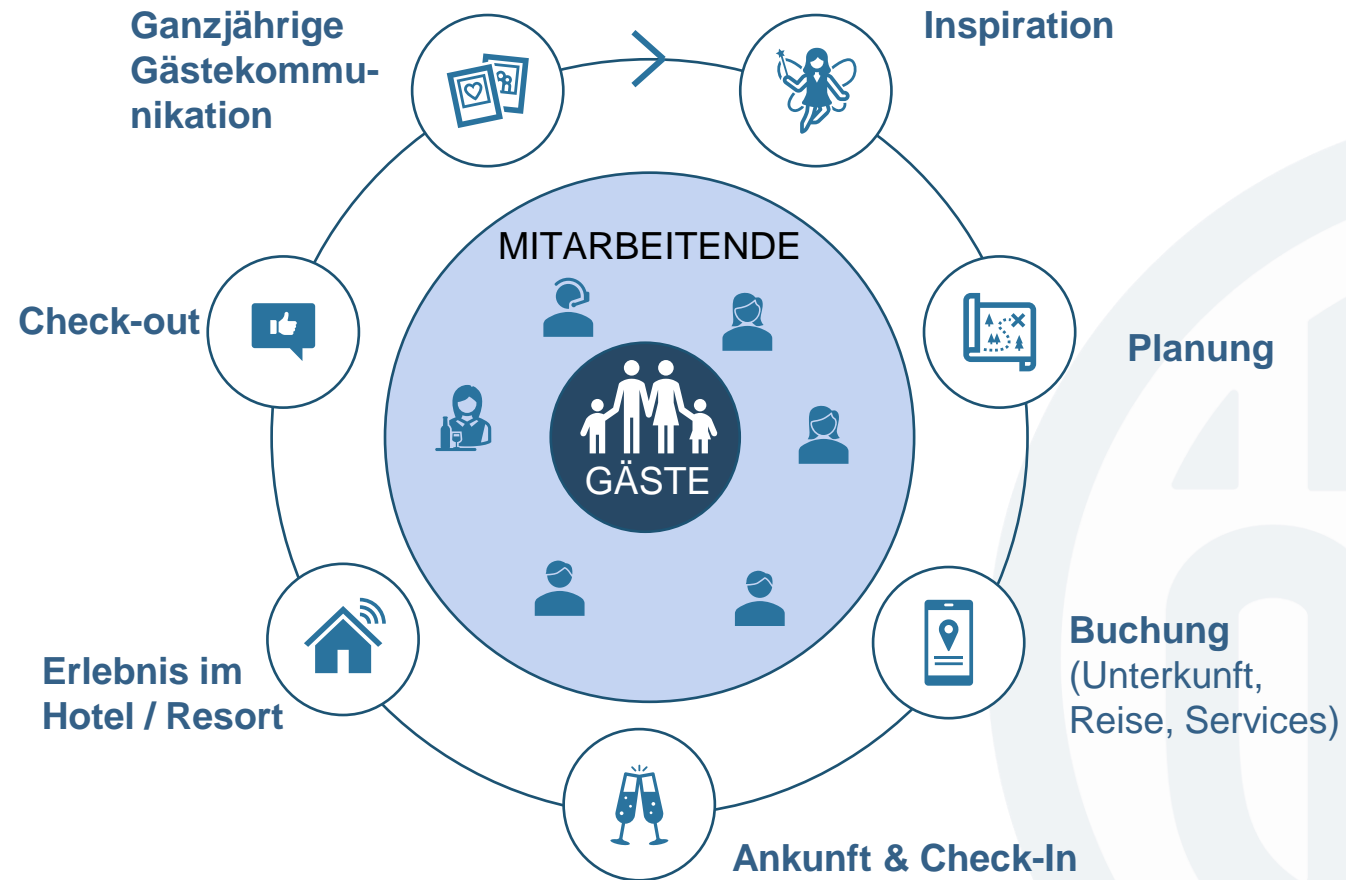 Ganzjährige
Gästekommu-
nikation
Inspiration
MITARBEITENDE
Check-out
Planung
GÄSTE
Buchung
(Unterkunft,
Reise, Services)
Erlebnis im
Hotel / Resort
Ankunft & Check-In